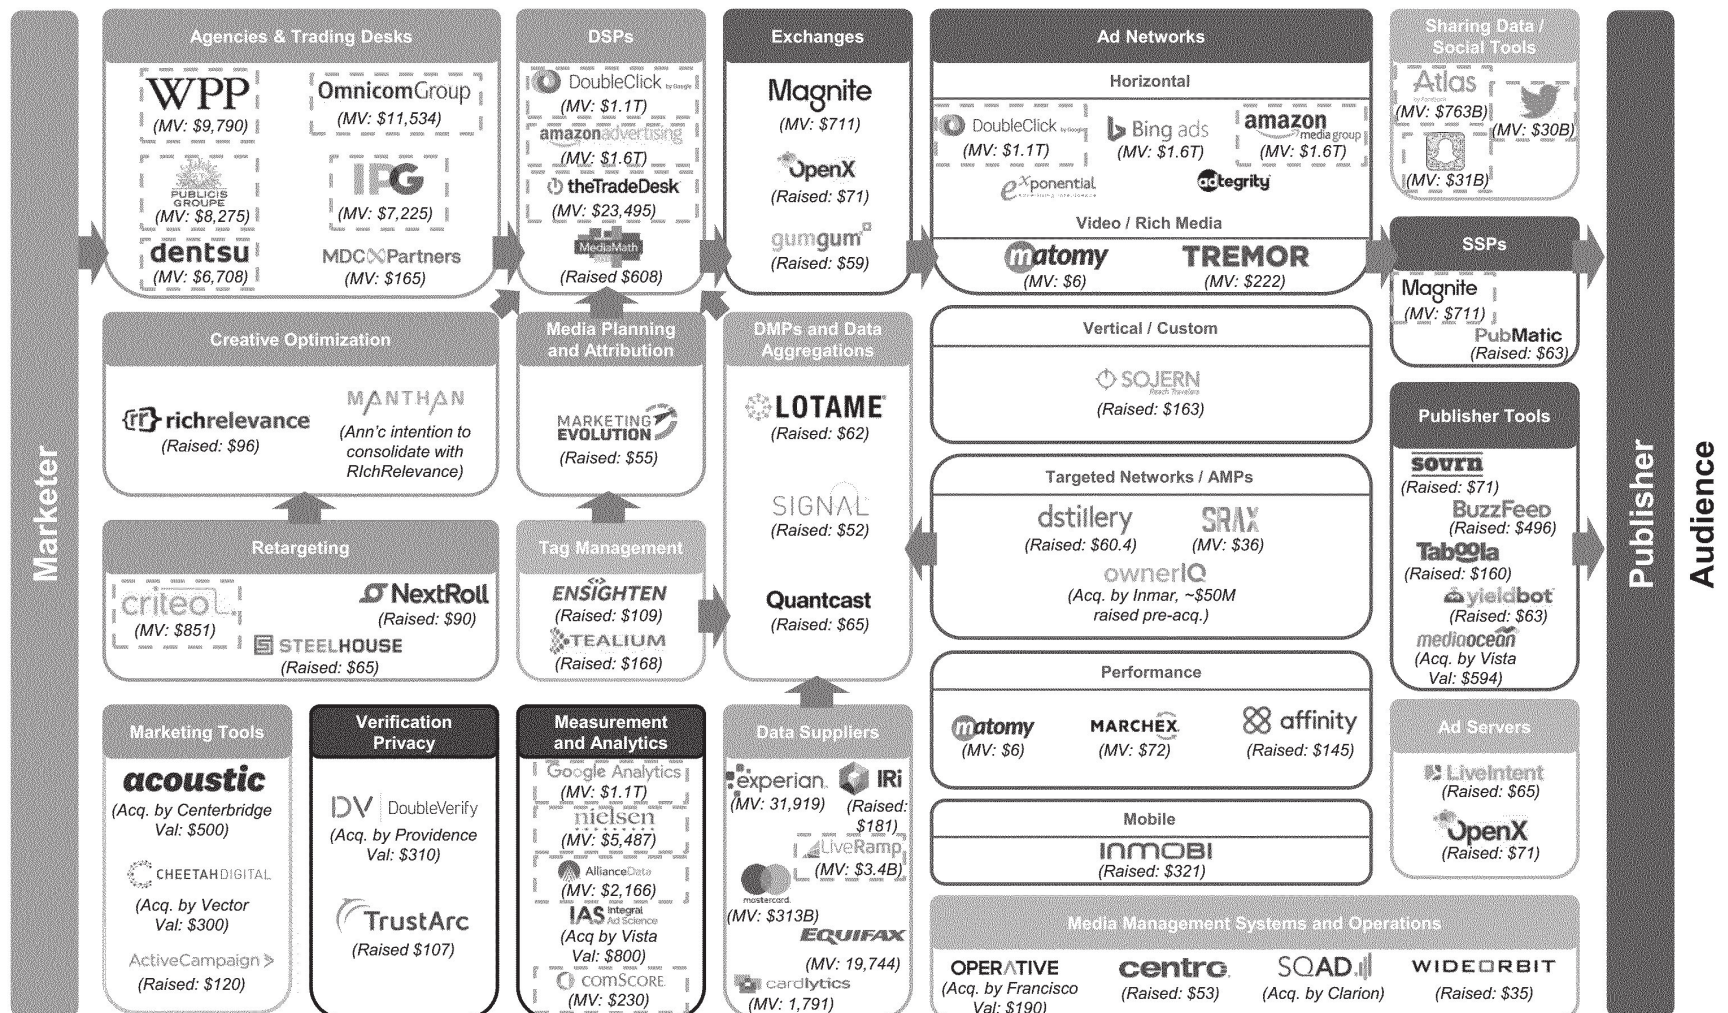 Marketer
Agencies & Trading Desks
WPP
(MV: $9,790)
OmnicomGroup
(MV: $11,534)
PUBLICIS
GROUPE
(MV: $8,275)
IPG
(MV: $7,225)
dentsu
(MV: $6,708)
MDC Partners
(MV: $165)
DSPs
DoubleClick by Google
(MV: $1.1T)
amazonadvertising
(MV: $1.6T)
theTradeDesk
(MV: $23,495)
MediaMath
(Raised $608)
Exchanges
Magnite
(MV: $711)
OpenX
(Raised: $71)
gumgum
(Raised: $59)
Ad Networks
Horizontal
DoubleClick by Google
(MV: $1.1T)
Bing ads
(MV: $1.6T)
amazon
media group
(MV: $1.6T)
exponential
adtegrity
Video / Rich Media
matomy
(MV: $6)
TREMOR
(MV: $222)
Vertical / Custom
SOJERN
Reach Travelers
(Raised: $163)
Targeted Networks / AMPs
dstillery
(Raised: $60.4)
SRAX
(MV: $36)
ownerIQ
(Acq. by Inmar, ~$50M
raised pre-acq.)
Performance
matomy
(MV: $6)
MARCHEX
(MV: $72)
affinity
(Raised: $145)
Mobile
INMOBI
(Raised: $321)
Sharing Data /
Social Tools
Atlas
by Facebook
(MV: $763B)
(MV: $30B)
(MV: $31B)
SSPs
Magnite
(MV: $711)
PubMatic
(Raised: $63)
Publisher Tools
sovrn
(Raised: $71)
BuzzFeed
(Raised: $496)
Taboola
(Raised: $160)
yieldbot
(Raised: $63)
mediaocean
(Acq. by Vista
Val: $594)
Ad Servers
LiveIntent
(Raised: $65)
OpenX
(Raised: $71)
Creative Optimization
{rr} richrelevance
(Raised: $96)
MANTHAN
(Ann'c intention to
consolidate with
RIchRelevance)
Media Planning
and Attribution
MARKETING
EVOLUTION
(Raised: $55)
DMPs and Data
Aggregations
LOTAME
(Raised: $62)
SIGNAL
(Raised: $52)
Quantcast
(Raised: $65)
Retargeting
criteo
(MV: $851)
NextRoll
(Raised: $90)
STEELHOUSE
(Raised: $65)
Tag Management
ENSIGHTEN
(Raised: $109)
TEALIUM
(Raised: $168)
Marketing Tools
acoustic
(Acq. by Centerbridge
Val: $500)
CHEETAHDIGITAL
(Acq. by Vector
Val: $300)
ActiveCampaign >
(Raised: $120)
Verification
Privacy
DV DoubleVerify
(Acq. by Providence
Val: $310)
TrustArc
(Raised $107)
Measurement
and Analytics
Google Analytics
(MV: $1.1T)
nielsen
(MV: $5,487)
AllianceData
(MV: $2,166)
IAS Integral
Ad Science
(Acq by Vista
Val: $800)
comSCORE
(MV: $230)
Data Suppliers
experian.
(MV: 31,919)
IRi
(Raised:
$181)
LiveRamp
(MV: $3.4B)
mastercard.
(MV: $313B)
EQUIFAX
(MV: 19,744)
cardlytics
(MV: 1,791)
Media Management Systems and Operations
OPERATIVE
(Acq. by Francisco
Val: $190)
centro
(Raised: $53)
SQAD
(Acq. by Clarion)
WIDEORBIT
(Raised: $35)
Publisher
Audience